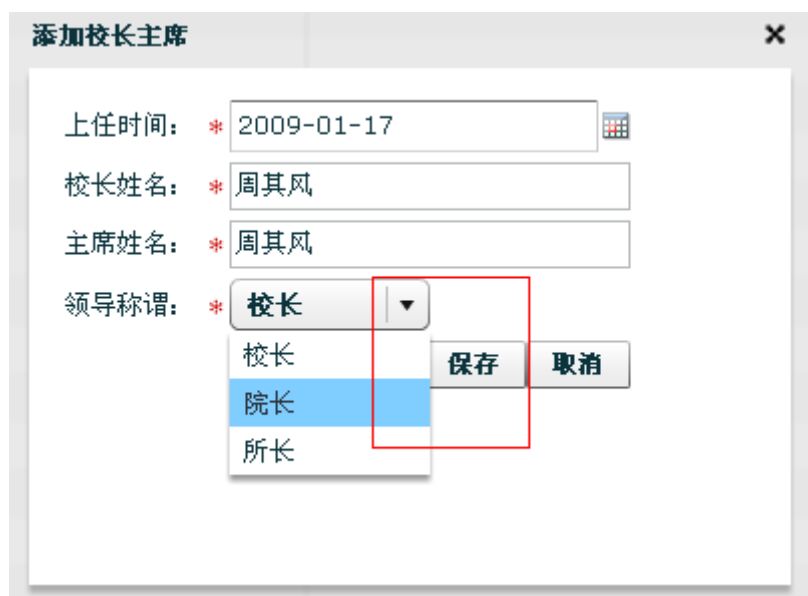 添加校长主席
上任时间： * 2009-01-17
校长姓名： * 周其风
主席姓名： * 周其风
领导称谓： * 校长
校长
保存 取消
院长
所长